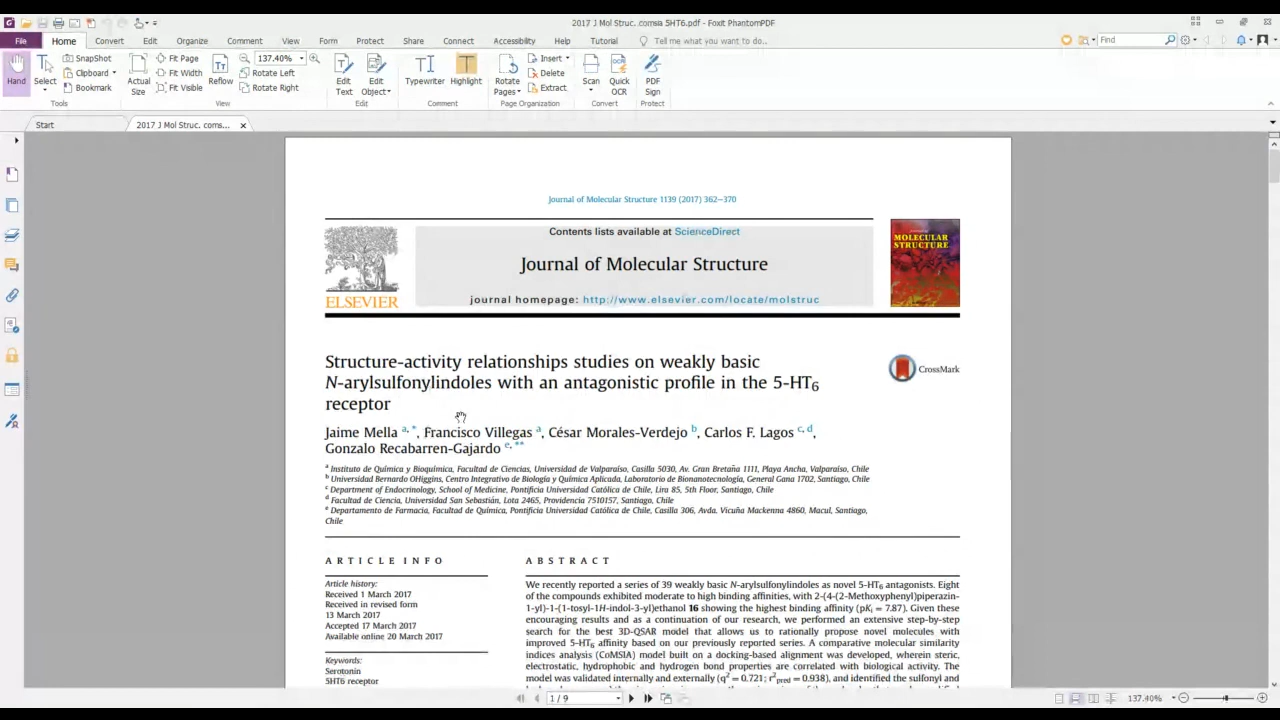 2017 J Mol Struc. comsia 5HT6.pdf - Foxit PhantomPDF
File Home Convert Edit Organize Comment View Form Protect Share Connect Accessibility Help Tutorial Tell me what you want to do.. Find
Hand
Select
SnapShot
Clipboard
Bookmark
Tools
Actual Size
Fit Page
Fit Width
Fit Visible
Reflow
137.40%
Rotate Left
Rotate Right
View
Edit Text
Edit Object
Edit
Typewriter
Highlight
Comment
Rotate Pages
Insert
Delete
Extract
Page Organization
Scan
Quick OCR
Convert
PDF Sign
Protect
Start
2017 J Mol Struc. coms...
Journal of Molecular Structure 1139 (2017) 362–370
Contents lists available at ScienceDirect
Journal of Molecular Structure
journal homepage: http://www.elsevier.com/locate/molstruc
ELSEVIER
MOLECULAR
STRUCTURE
Structure-activity relationships studies on weakly basic
N-arylsulfonylindoles with an antagonistic profile in the 5-HT6
receptor
CrossMark
Jaime Mella a, *, Francisco Villegas a, César Morales-Verdejo b, Carlos F. Lagos c, d,
Gonzalo Recabarren-Gajardo e, **
a Instituto de Química y Bioquímica, Facultad de Ciencias, Universidad de Valparaíso, Casilla 5030, Av. Gran Bretaña 1111, Playa Ancha, Valparaíso, Chile
b Universidad Bernardo OHiggins, Centro Integrativo de Biología y Química Aplicada, Laboratorio de Bionanotecnología, General Gana 1702, Santiago, Chile
c Department of Endocrinology, School of Medicine, Pontificia Universidad Católica de Chile, Lira 85, 5th Floor, Santiago, Chile
d Facultad de Ciencia, Universidad San Sebastián, Lota 2465, Providencia 7510157, Santiago, Chile
e Departamento de Farmacia, Facultad de Química, Pontificia Universidad Católica de Chile, Casilla 306, Avda. Vicuña Mackenna 4860, Macul, Santiago,
Chile
ARTICLE INFO
Article history:
Received 1 March 2017
Received in revised form
13 March 2017
Accepted 17 March 2017
Available online 20 March 2017
Keywords:
Serotonin
5HT6 receptor
ABSTRACT
We recently reported a series of 39 weakly basic N-arylsulfonylindoles as novel 5-HT6 antagonists. Eight
of the compounds exhibited moderate to high binding affinities, with 2-(4-(2-Methoxyphenyl)piperazin-
1-yl)-1-(1-tosyl-1H-indol-3-yl)ethanol 16 showing the highest binding affinity (pKi = 7.87). Given these
encouraging results and as a continuation of our research, we performed an extensive step-by-step
search for the best 3D-QSAR model that allows us to rationally propose novel molecules with
improved 5-HT6 affinity based on our previously reported series. A comparative molecular similarity
indices analysis (CoMSIA) model built on a docking-based alignment was developed, wherein steric,
electrostatic, hydrophobic and hydrogen bond properties are correlated with biological activity. The
model was validated internally and externally (q2 = 0.721; r2pred = 0.938), and identified the sulfonyl and
1 / 9
137.40%